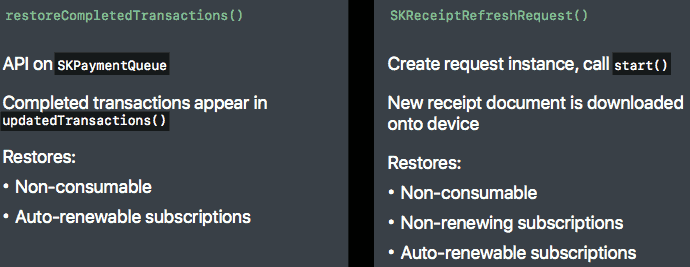 restoreCompletedTransactions()
API on SKPaymentQueue
Completed transactions appear in
updatedTransactions()
Restores:
• Non-consumable
• Auto-renewable subscriptions
SKReceiptRefreshRequest()
Create request instance, call start()
New receipt document is downloaded
onto device
Restores:
• Non-consumable
• Non-renewing subscriptions
• Auto-renewable subscriptions